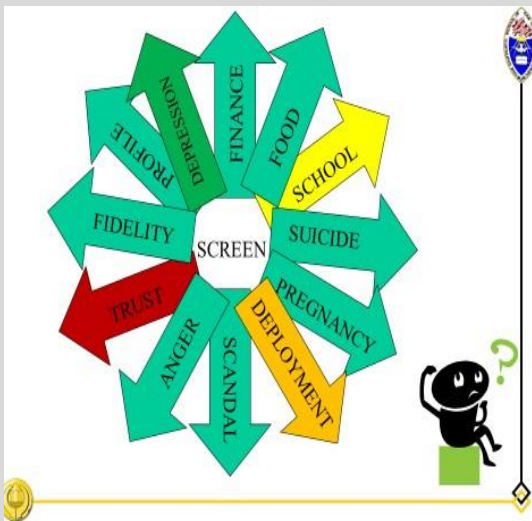 FINANCE
FOOD
SCHOOL
SUICIDE
PREGNANCY
DEPLOYMENT
SCANDAL
ANGER
TRUST
FIDELITY
PROFILE
DEPRESSION
SCREEN
?